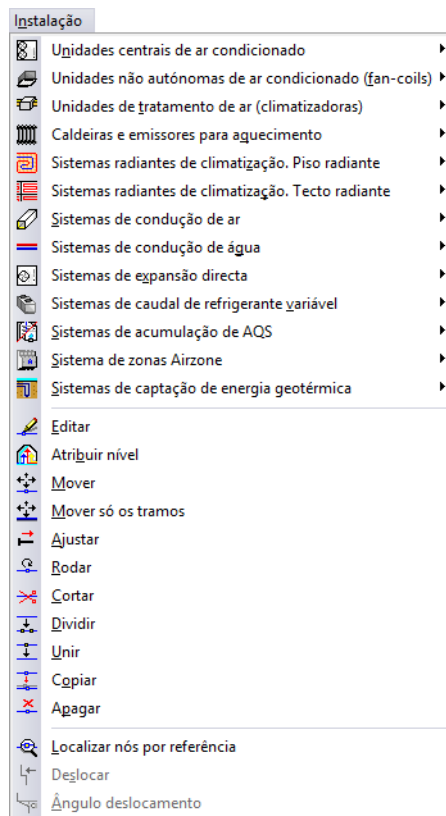 Instalação
Unidades centrais de ar condicionado
Unidades não autónomas de ar condicionado (fan-coils)
Unidades de tratamento de ar (climatizadoras)
Caldeiras e emissores para aquecimento
Sistemas radiantes de climatização. Piso radiante
Sistemas radiantes de climatização. Tecto radiante
Sistemas de condução de ar
Sistemas de condução de água
Sistemas de expansão directa
Sistemas de caudal de refrigerante variável
Sistemas de acumulação de AQS
Sistema de zonas Airzone
Sistemas de captação de energia geotérmica
Editar
Atribuir nível
Mover
Mover só os tramos
Ajustar
Rodar
Cortar
Dividir
Unir
Copiar
Apagar
Localizar nós por referência
Deslocar
Ângulo deslocamento